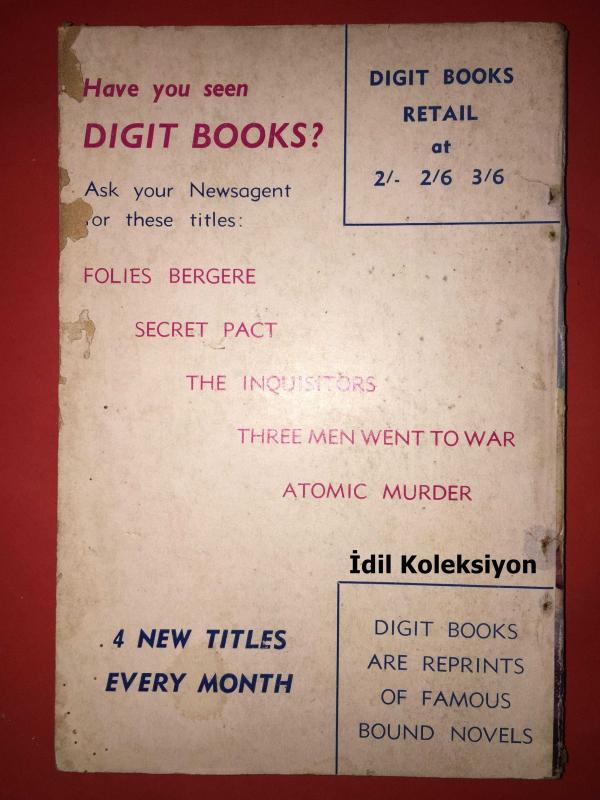 Have you seen
DIGIT BOOKS?
Ask your Newsagent
or these titles:
DIGIT BOOKS
RETAIL
at
2/- 2/6 3/6
FOLIES BERGERE
SECRET PACT
THE INQUISITORS
THREE MEN WENT TO WAR
ATOMIC MURDER
İdil Koleksiyon
4 NEW TITLES
EVERY MONTH
DIGIT BOOKS
ARE REPRINTS
OF FAMOUS
BOUND NOVELS